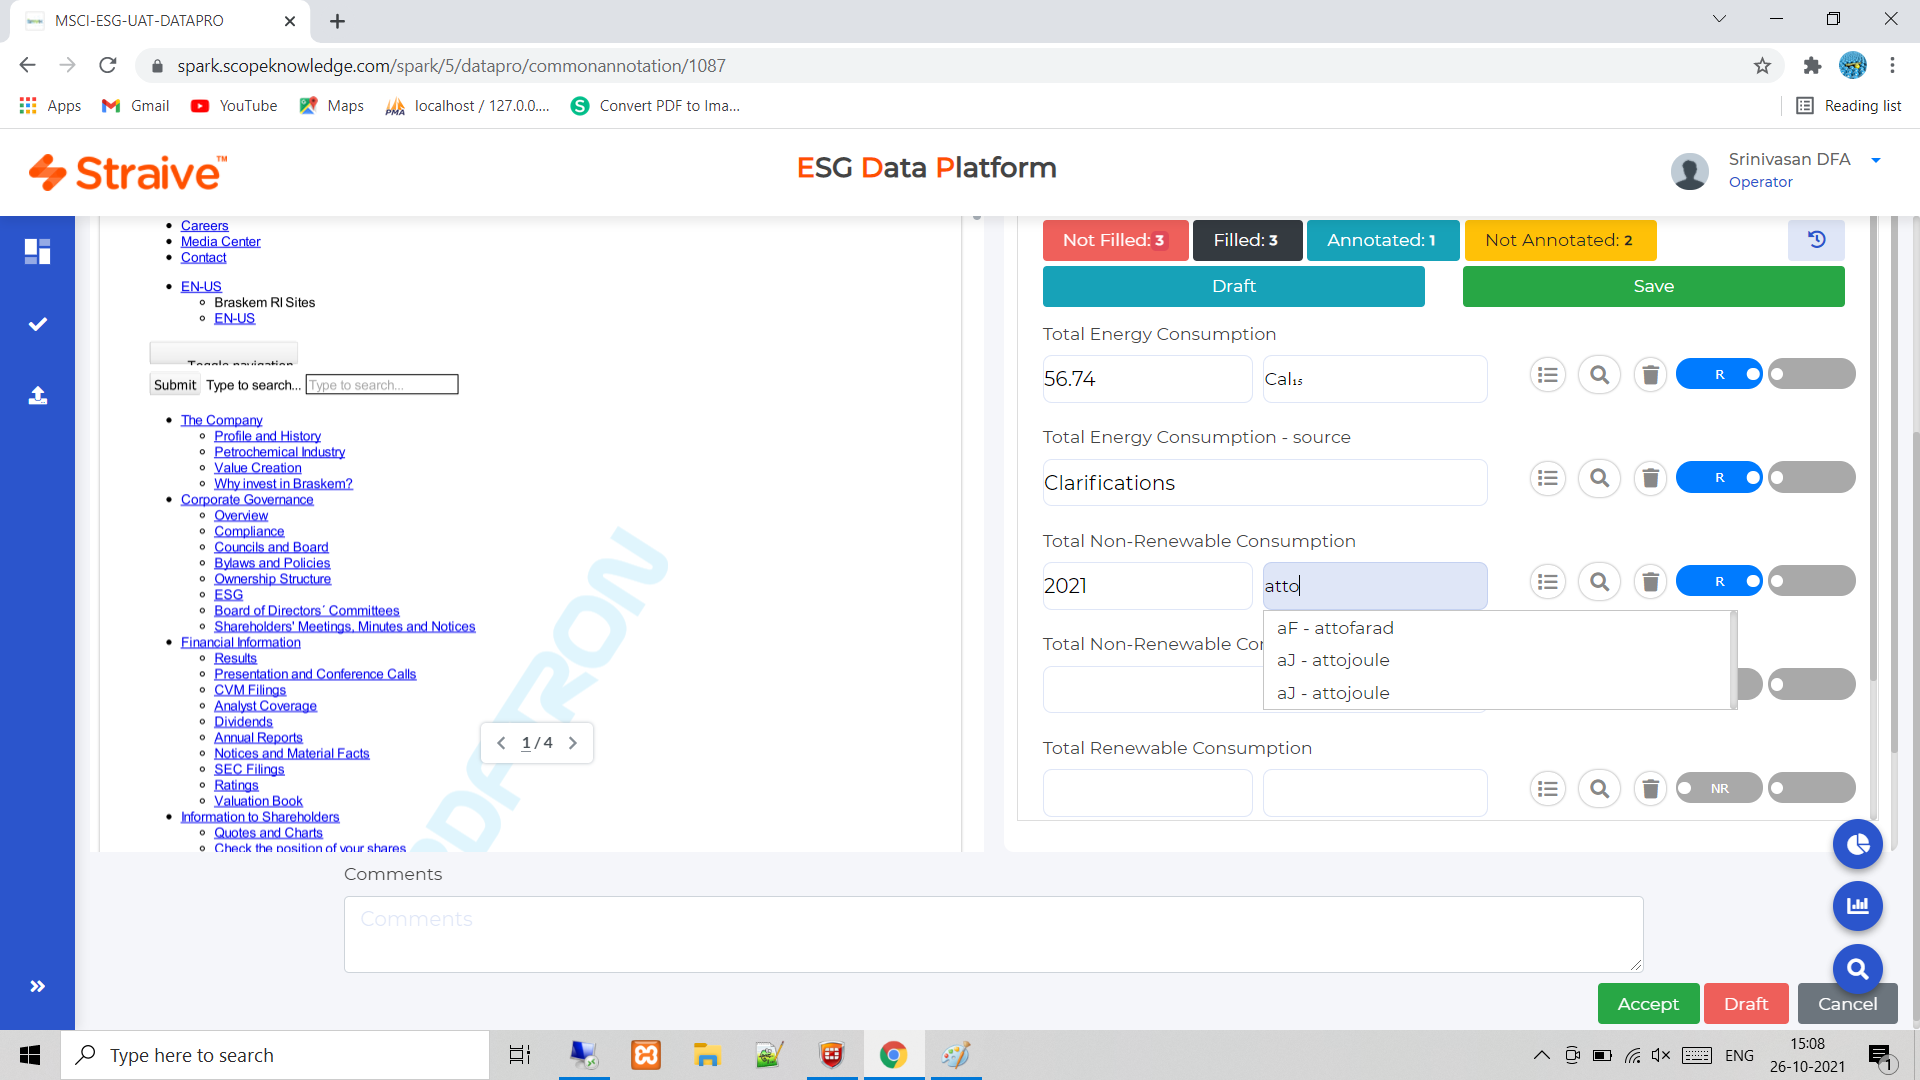 MSCI-ESG-UAT-DATAPRO
spark.scopeknowledge.com/spark/5/datapro/commonannotation/1087
Apps
Gmail
YouTube
Maps
localhost / 127.0.0....
Convert PDF to Ima...
Reading list
Straive™
ESG Data Platform
Srinivasan DFA
Operator
Careers
Media Center
Contact
EN-US
Braskem RI Sites
EN-US
Toggle navigation
Submit Type to search... Type to search...
The Company
Profile and History
Petrochemical Industry
Value Creation
Why invest in Braskem?
Corporate Governance
Overview
Compliance
Councils and Board
Bylaws and Policies
Ownership Structure
ESG
Board of Directors´ Committees
Shareholders' Meetings, Minutes and Notices
Financial Information
Results
Presentation and Conference Calls
CVM Filings
Analyst Coverage
Dividends
Annual Reports
Notices and Material Facts
SEC Filings
Ratings
Valuation Book
Information to Shareholders
Quotes and Charts
Check the position of your shares
PDFTRON
1 / 4
Not Filled: 3
Filled: 3
Annotated: 1
Not Annotated: 2
Draft
Save
Total Energy Consumption
56.74
Cal₁₅
R
Total Energy Consumption - source
Clarifications
R
Total Non-Renewable Consumption
2021
atto
R
aF - attofarad
aJ - attojoule
aJ - attojoule
Total Non-Renewable Con
Total Renewable Consumption
NR
Comments
Comments
Accept
Draft
Cancel
Type here to search
ENG
15:08
26-10-2021
1